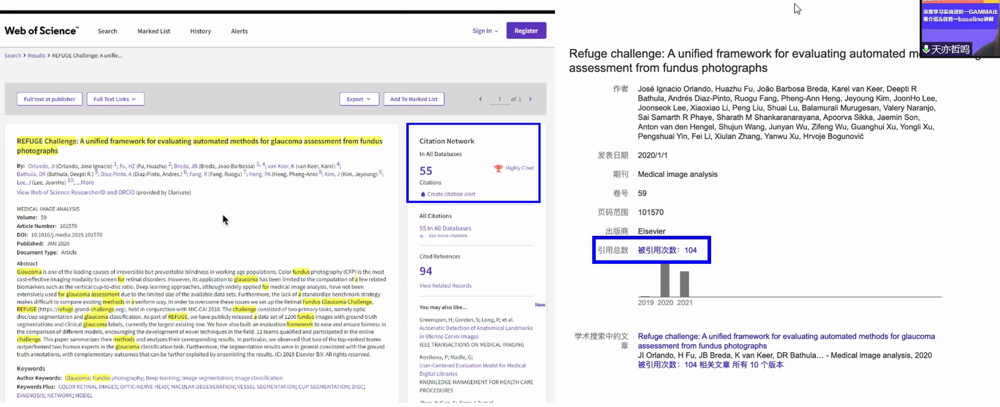 Web of Science™
Search Marked List History Alerts
Sign In Register
Search > Results > REFUGE Challenge: A unifie...
Full text at publisher Full Text Links Export Add To Marked List 1 of 1
REFUGE Challenge: A unified framework for evaluating automated methods for glaucoma assessment from fundus
photographs
By: Orlando, JI (Orlando, Jose Ignacio) 1; Fu, HZ (Fu, Huazhu) 2; Breda, JB (Breda, Joao Barbossa) 3, 4; van Keer, K (van Keer, Karel) 4;
Bathula, DR (Bathula, Deepti R.) 5; Diaz-Pinto, A (Diaz-Pinto, Andres.) 6; Fang, R (Fang, Ruogu) 7; Heng, PA (Heng, Pheng-Ann) 8; Kim, J (Kim, Jeyoung) 9;
Lee, J (Lee, JoonHo) 10; ...More
View Web of Science ResearcherID and ORCID (provided by Clarivate)
MEDICAL IMAGE ANALYSIS
Volume: 59
Article Number: 101570
DOI: 10.1016/j.media.2019.101570
Published: JAN 2020
Document Type: Article
Abstract
Glaucoma is one of the leading causes of irreversible but preventable blindness in working age populations. Color fundus photography (CFP) is the most
cost-effective imaging modality to screen for retinal disorders. However, its application to glaucoma has been limited to the computation of a few related
biomarkers such as the vertical cup-to-disc ratio. Deep learning approaches, although widely applied for medical image analysis, have not been
extensively used for glaucoma assessment due to the limited size of the available data sets. Furthermore, the lack of a standardize benchmark strategy
makes difficult to compare existing methods in a uniform way. In order to overcome these issues we set up the Retinal Fundus Glaucoma Challenge,
REFUGE (https://refuge.grand-challenge.org), held in conjunction with MIC-CAI 2018. The challenge consisted of two primary tasks, namely optic
disc/cup segmentation and glaucoma classification. As part of REFUGE, we have publicly released a data set of 1200 fundus images with ground truth
segmentations and clinical glaucoma labels, currently the largest existing one. We have also built an evaluation framework to ease and ensure fairness in
the comparison of different models, encouraging the development of novel techniques in the field. 12 teams qualified and participated in the online
challenge. This paper summarizes their methods and analyzes their corresponding results. In particular, we observed that two of the top-ranked teams
outperformed two human experts in the glaucoma classification task. Furthermore, the segmentation results were in general consistent with the ground
truth annotations, with complementary outcomes that can be further exploited by ensembling the results. (C) 2019 Elsevier B.V. All rights reserved.
Keywords
Author Keywords: Glaucoma; Fundus photography; Deep learning; Image segmentation; Image classification
Keywords Plus: COLOR RETINAL IMAGES; OPTIC-NERVE HEAD; MACULAR DEGENERATION; VESSEL SEGMENTATION; CUP SEGMENTATION; DISC;
DIAGNOSIS; NETWORK; MODEL
Citation Network
In All Databases
55 Highly Cited
Citations
Create citation alert
All Citations
55 In All Databases
+ See more citations
Cited References
94
View Related Records
New
You may also like...
Greenspan, H; Gordon, S; Long, R; et al.
Automatic Detection of Anatomical Landmarks
in Uterine Cervix Images
IEEE TRANSACTIONS ON MEDICAL IMAGING
Kostkova, P; Madle, G;
User-Centered Evaluation Model for Medical
Digital Libraries
KNOWLEDGE MANAGEMENT FOR HEALTH CARE
PROCEDURES
深度学习实战进阶—GAMMA比
赛介绍&任务一baseline讲解
天亦哲鸣
Refuge challenge: A unified framework for evaluating automated
assessment from fundus photographs
作者 José Ignacio Orlando, Huazhu Fu, João Barbosa Breda, Karel van Keer, Deepti R
Bathula, Andrés Diaz-Pinto, Ruogu Fang, Pheng-Ann Heng, Jeyoung Kim, JoonHo Lee,
Joonseok Lee, Xiaoxiao Li, Peng Liu, Shuai Lu, Balamurali Murugesan, Valery Naranjo,
Sai Samarth R Phaye, Sharath M Shankaranarayana, Apoorva Sikka, Jaemin Son,
Anton van den Hengel, Shujun Wang, Junyan Wu, Zifeng Wu, Guanghui Xu, Yongli Xu,
Pengshuai Yin, Fei Li, Xiulan Zhang, Yanwu Xu, Hrvoje Bogunović
发表日期 2020/1/1
期刊 Medical image analysis
卷号 59
页码范围 101570
出版商 Elsevier
引用总数 被引用次数：104
2019 2020 2021
学术搜索中的文章 Refuge challenge: A unified framework for evaluating automated methods for glaucoma
assessment from fundus photographs
JI Orlando, H Fu, JB Breda, K van Keer, DR Bathula… - Medical image analysis, 2020
被引用次数：104 相关文章 所有 10 个版本